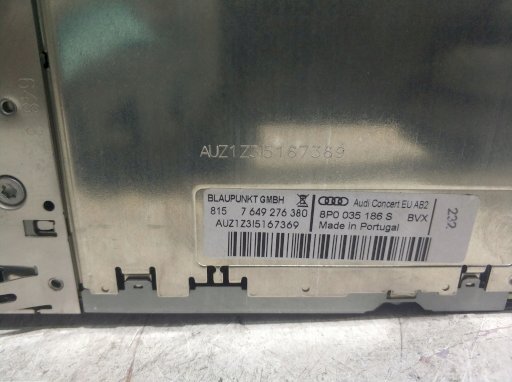 AUZ1Z3I5167369
BLAUPUNKT GMBH
815 7 649 276 380
AUZ1Z3I5167369
Audi Concert EU AB2
8P0 035 186 S BVX
Made in Portugal
232